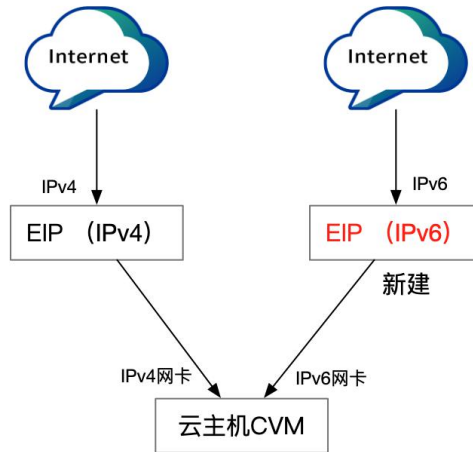 Internet
Internet
IPv4
IPv6
EIP （IPv4）
EIP （IPv6）
新建
IPv4网卡
IPv6网卡
云主机CVM